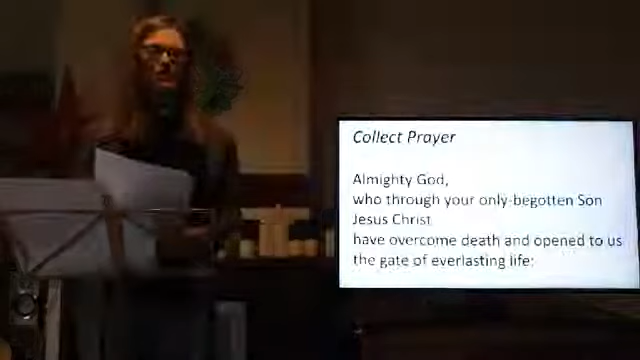 Collect Prayer
Almighty God,
who through your only-begotten Son
Jesus Christ
have overcome death and opened to us
the gate of everlasting life;